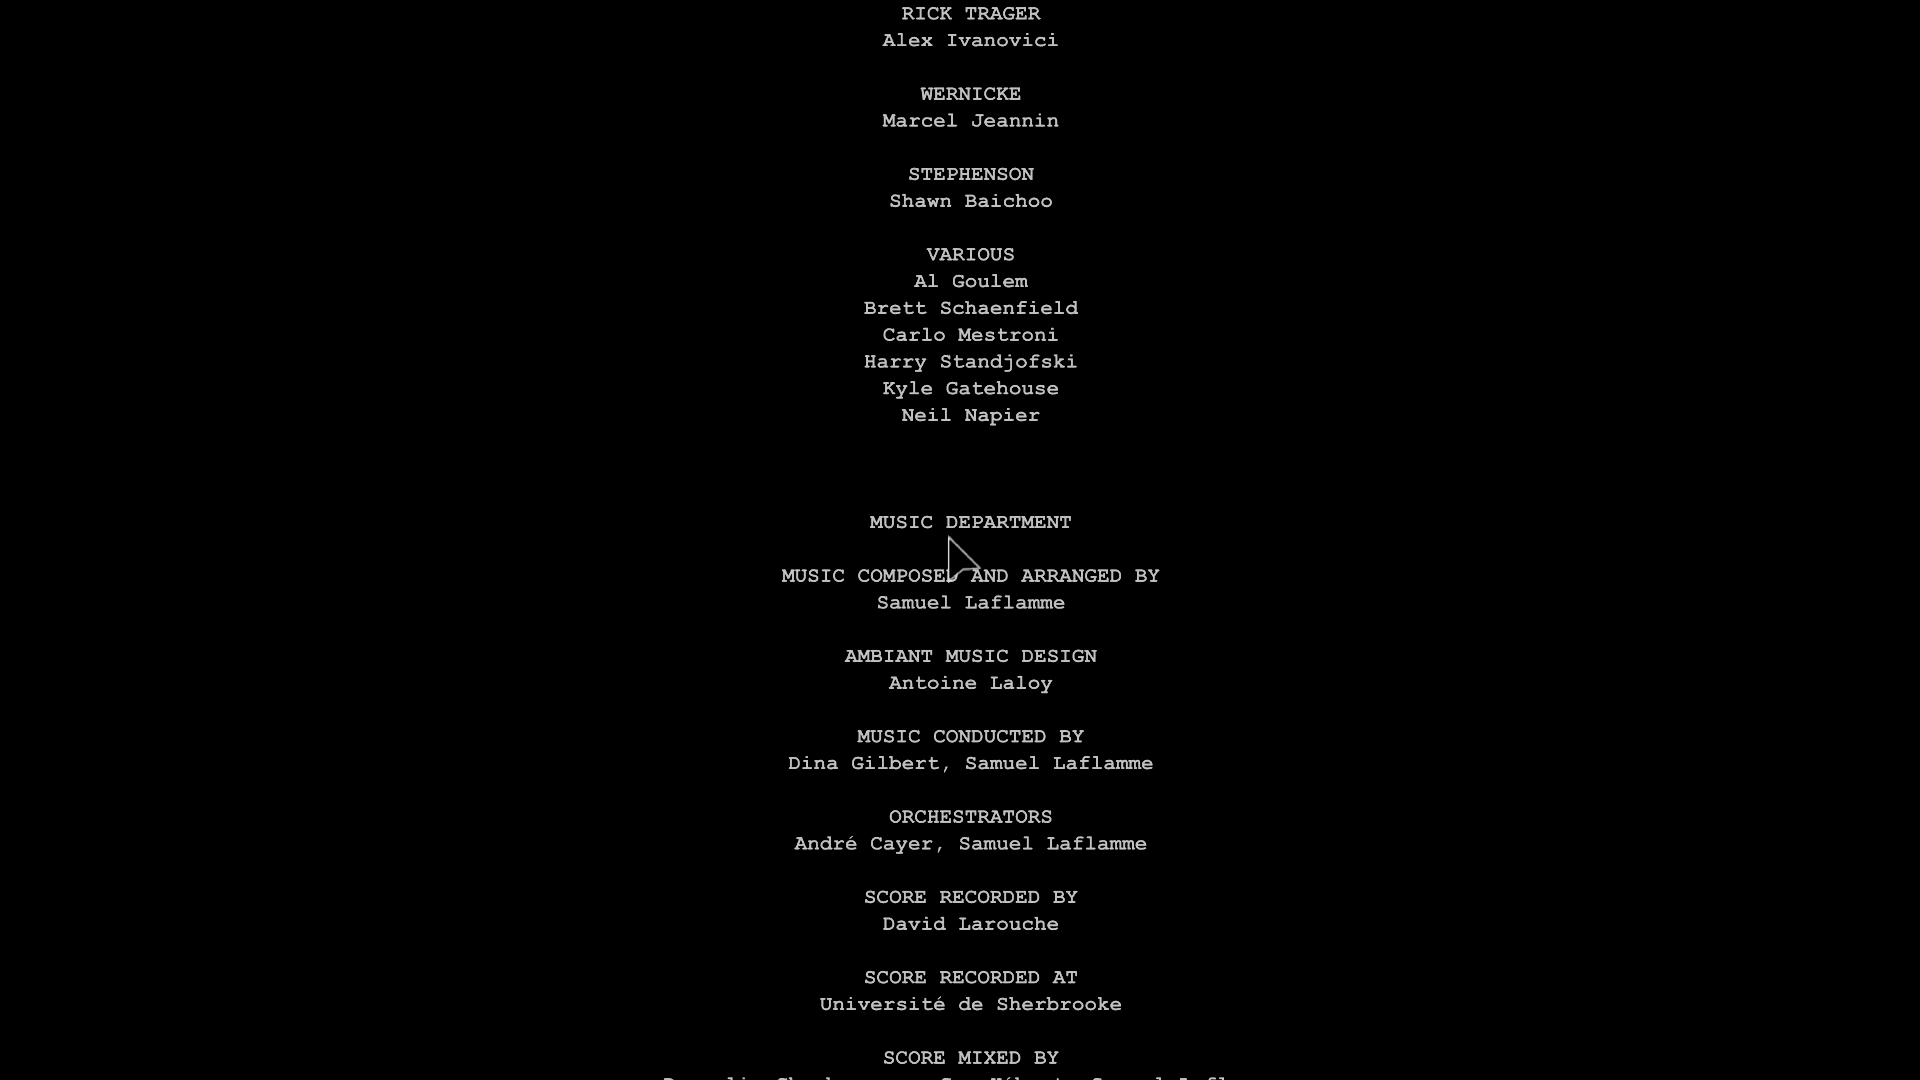 RICK TRAGER
Alex Ivanovici
WERNICKE
Marcel Jeannin
STEPHENSON
Shawn Baichoo
VARIOUS
Al Goulem
Brett Schaenfield
Carlo Mestroni
Harry Standjofski
Kyle Gatehouse
Neil Napier
MUSIC DEPARTMENT
MUSIC COMPOSED AND ARRANGED BY
Samuel Laflamme
AMBIANT MUSIC DESIGN
Antoine Laloy
MUSIC CONDUCTED BY
Dina Gilbert, Samuel Laflamme
ORCHESTRATORS
André Cayer, Samuel Laflamme
SCORE RECORDED BY
David Larouche
SCORE RECORDED AT
Université de Sherbrooke
SCORE MIXED BY